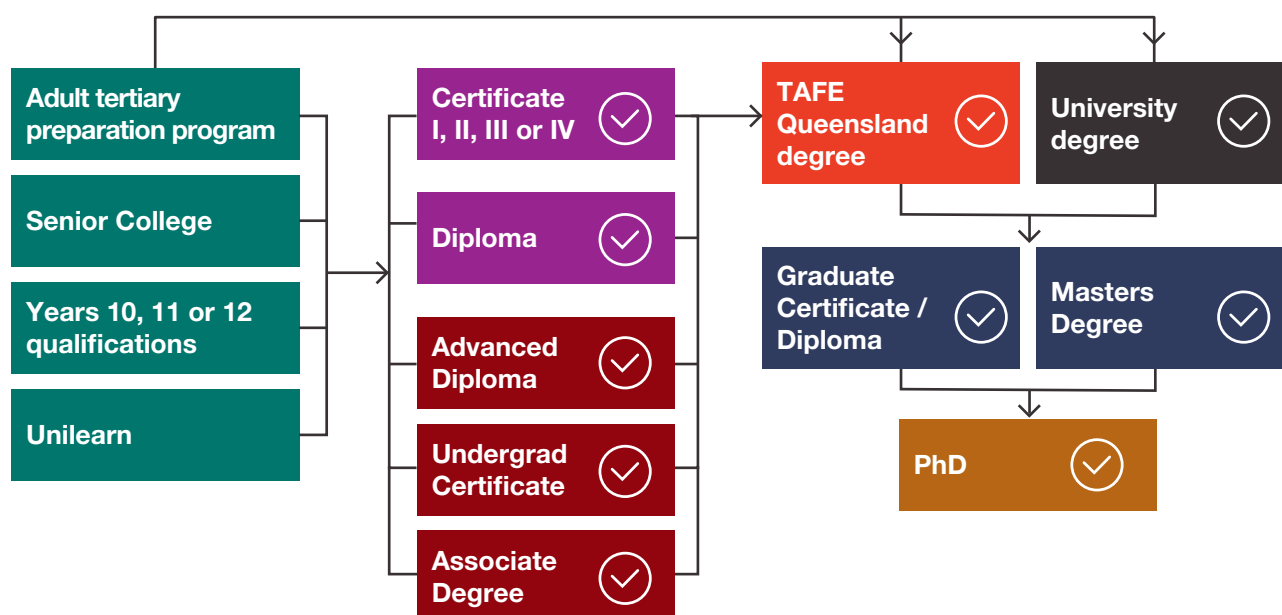 Adult tertiary
preparation program
Senior College
Years 10, 11 or 12
qualifications
Unilearn
Certificate
I, II, III or IV
Diploma
Advanced
Diploma
Undergrad
Certificate
Associate
Degree
TAFE
Queensland
degree
University
degree
Graduate
Certificate /
Diploma
Masters
Degree
PhD